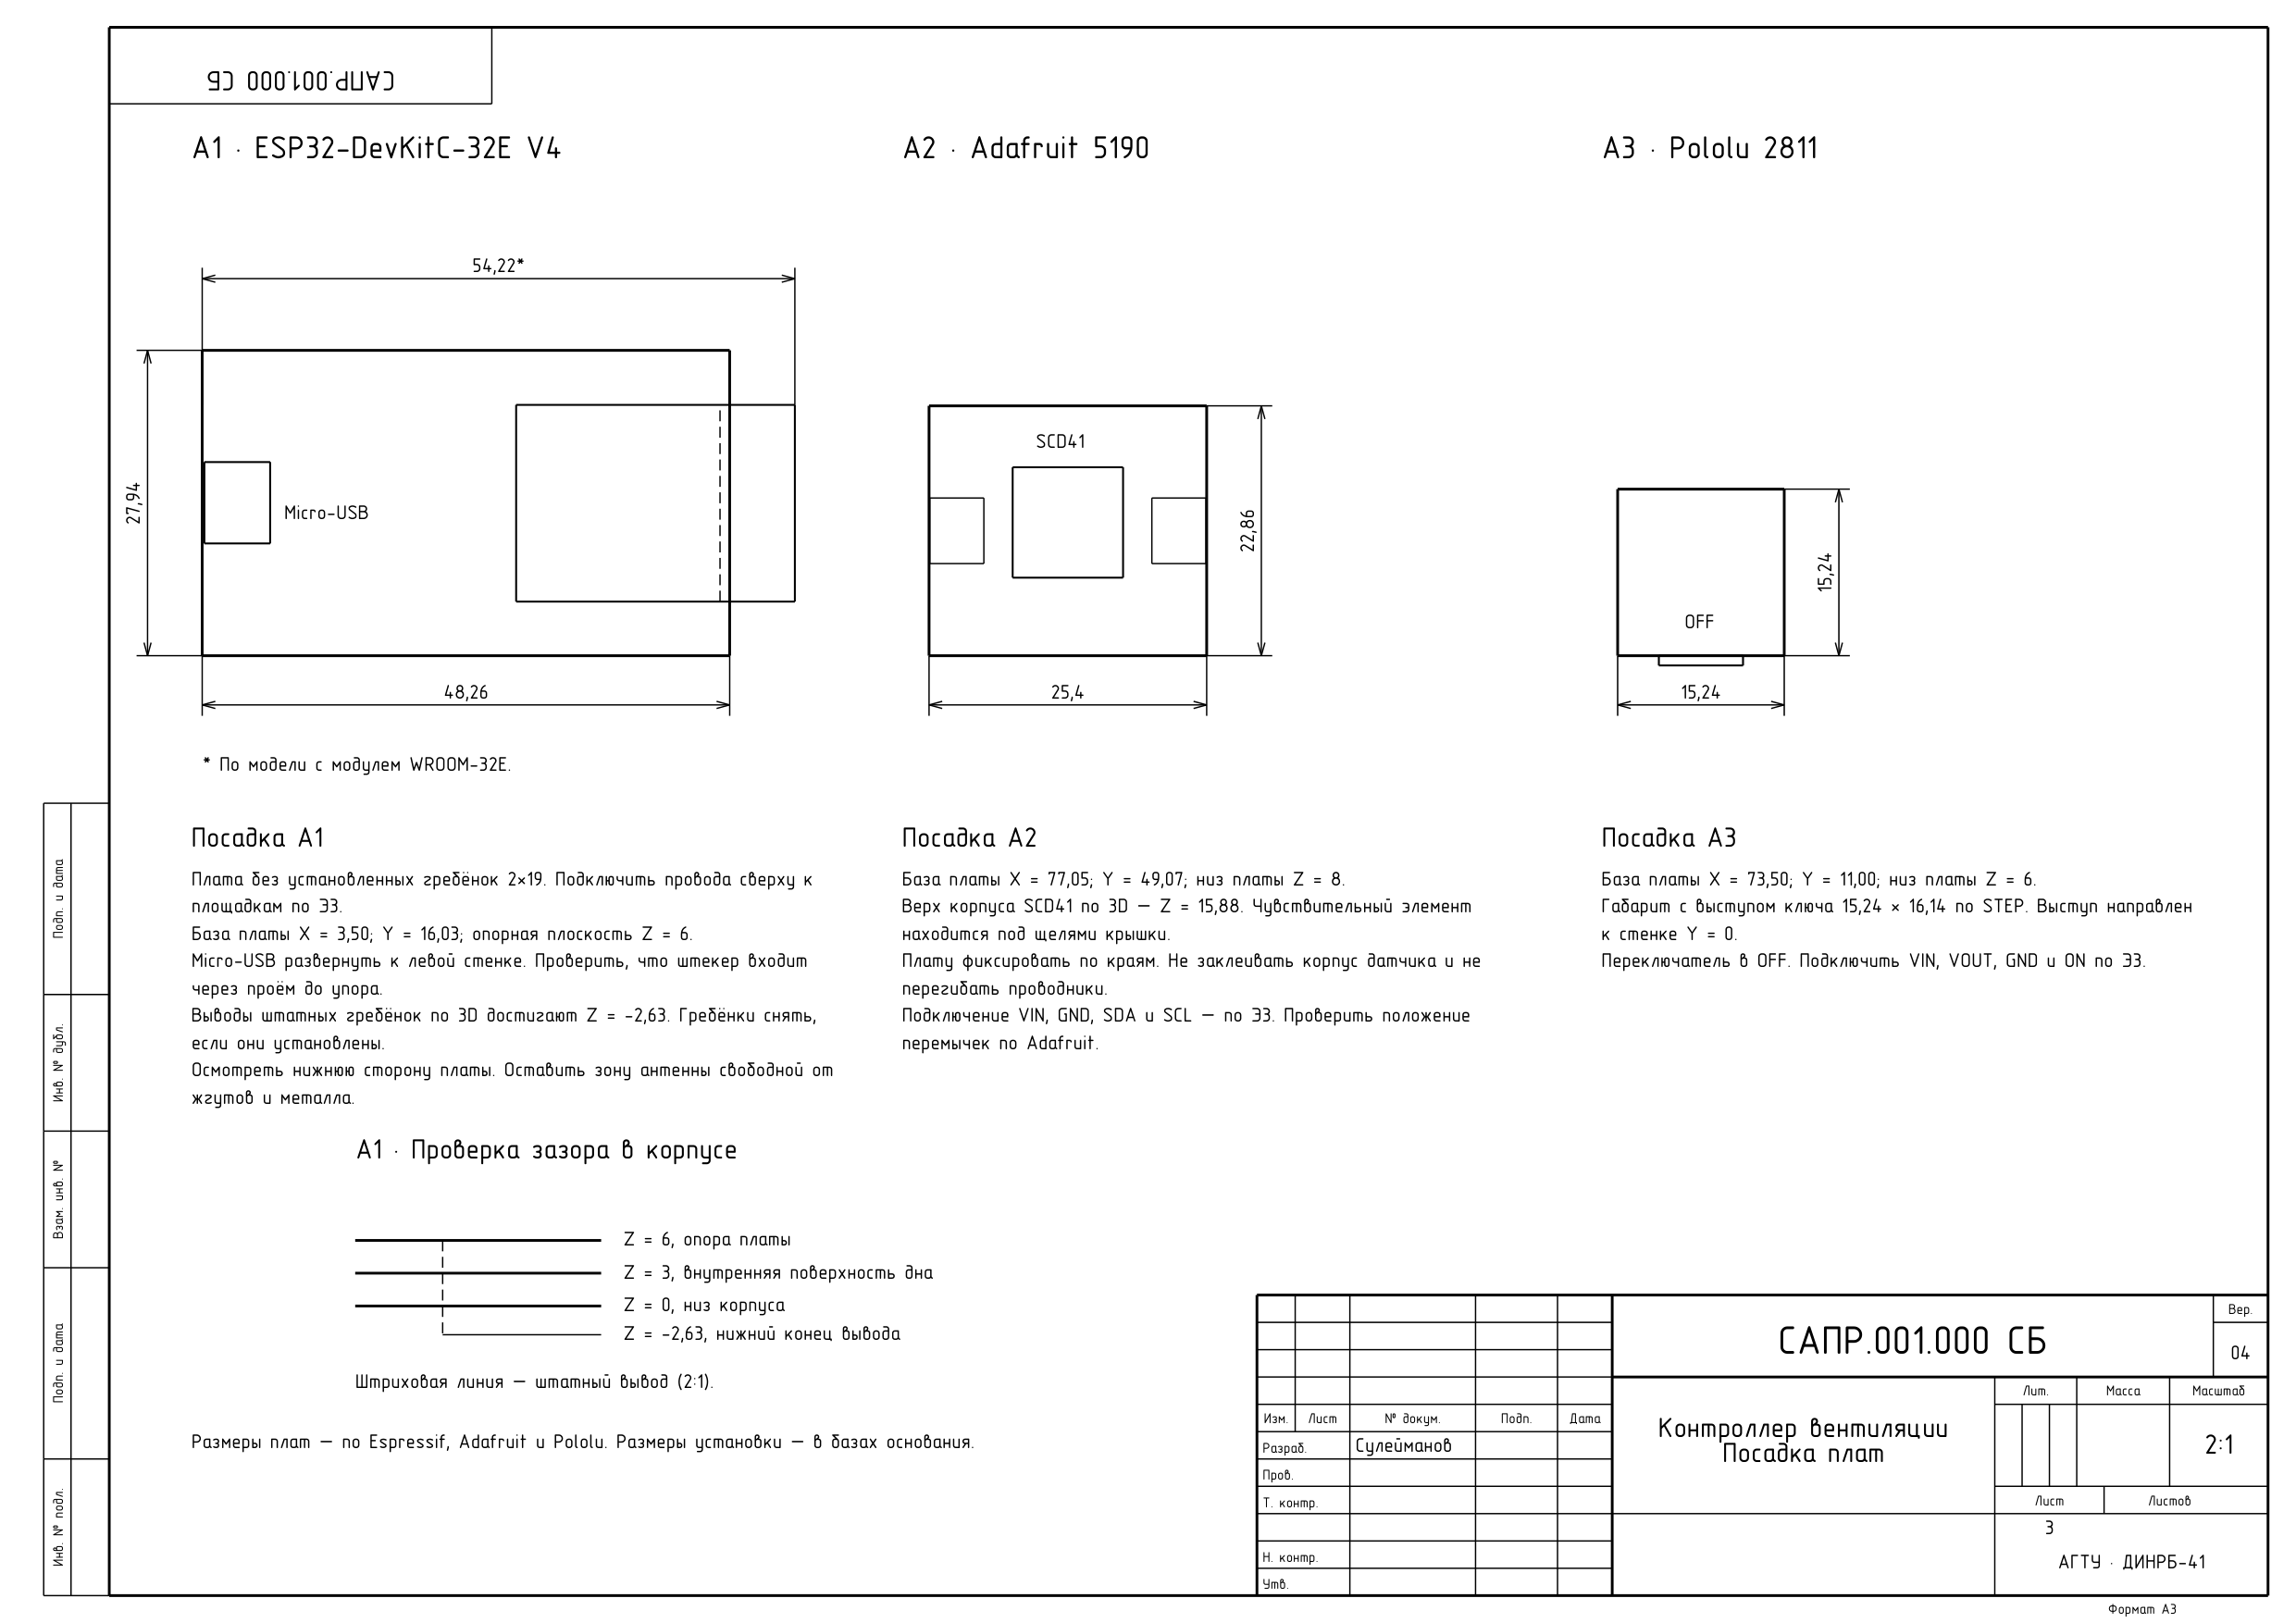 САПР.001.000 СБ
А1 · ESP32-DevKitC-32E V4
А2 · Adafruit 5190
А3 · Pololu 2811
54,22*
27,94
Micro-USB
48,26
SCD41
22,86
25,4
OFF
15,24
15,24
* По модели с модулем WROOM-32E.
Посадка А1
Плата без установленных гребёнок 2×19. Подключить провода сверху к
площадкам по Э3.
База платы X = 3,50; Y = 16,03; опорная плоскость Z = 6.
Micro-USB развернуть к левой стенке. Проверить, что штекер входит
через проём до упора.
Выводы штатных гребёнок по 3D достигают Z = -2,63. Гребёнки снять,
если они установлены.
Осмотреть нижнюю сторону платы. Оставить зону антенны свободной от
жгутов и металла.
Посадка А2
База платы X = 77,05; Y = 49,07; низ платы Z = 8.
Верх корпуса SCD41 по 3D — Z = 15,88. Чувствительный элемент
находится под щелями крышки.
Плату фиксировать по краям. Не заклеивать корпус датчика и не
перегибать проводники.
Подключение VIN, GND, SDA и SCL — по Э3. Проверить положение
перемычек по Adafruit.
Посадка А3
База платы X = 73,50; Y = 11,00; низ платы Z = 6.
Габарит с выступом ключа 15,24 × 16,14 по STEP. Выступ направлен
к стенке Y = 0.
Переключатель в OFF. Подключить VIN, VOUT, GND и ON по Э3.
А1 · Проверка зазора в корпусе
Z = 6, опора платы
Z = 3, внутренняя поверхность дна
Z = 0, низ корпуса
Z = -2,63, нижний конец вывода
Штриховая линия — штатный вывод (2:1).
Размеры плат — по Espressif, Adafruit и Pololu. Размеры установки — в базах основания.
Подп. и дата
Инв. № дубл.
Взам. инв. №
Подп. и дата
Инв. № подл.
САПР.001.000 СБ
Вер.
04
Изм. Лист № докум. Подп. Дата
Разраб. Сулейманов
Пров.
Т. контр.
Н. контр.
Утв.
Контроллер вентиляции
Посадка плат
Лит. Масса Масштаб
2:1
Лист Листов
3
АГТУ · ДИНРБ-41
Формат А3